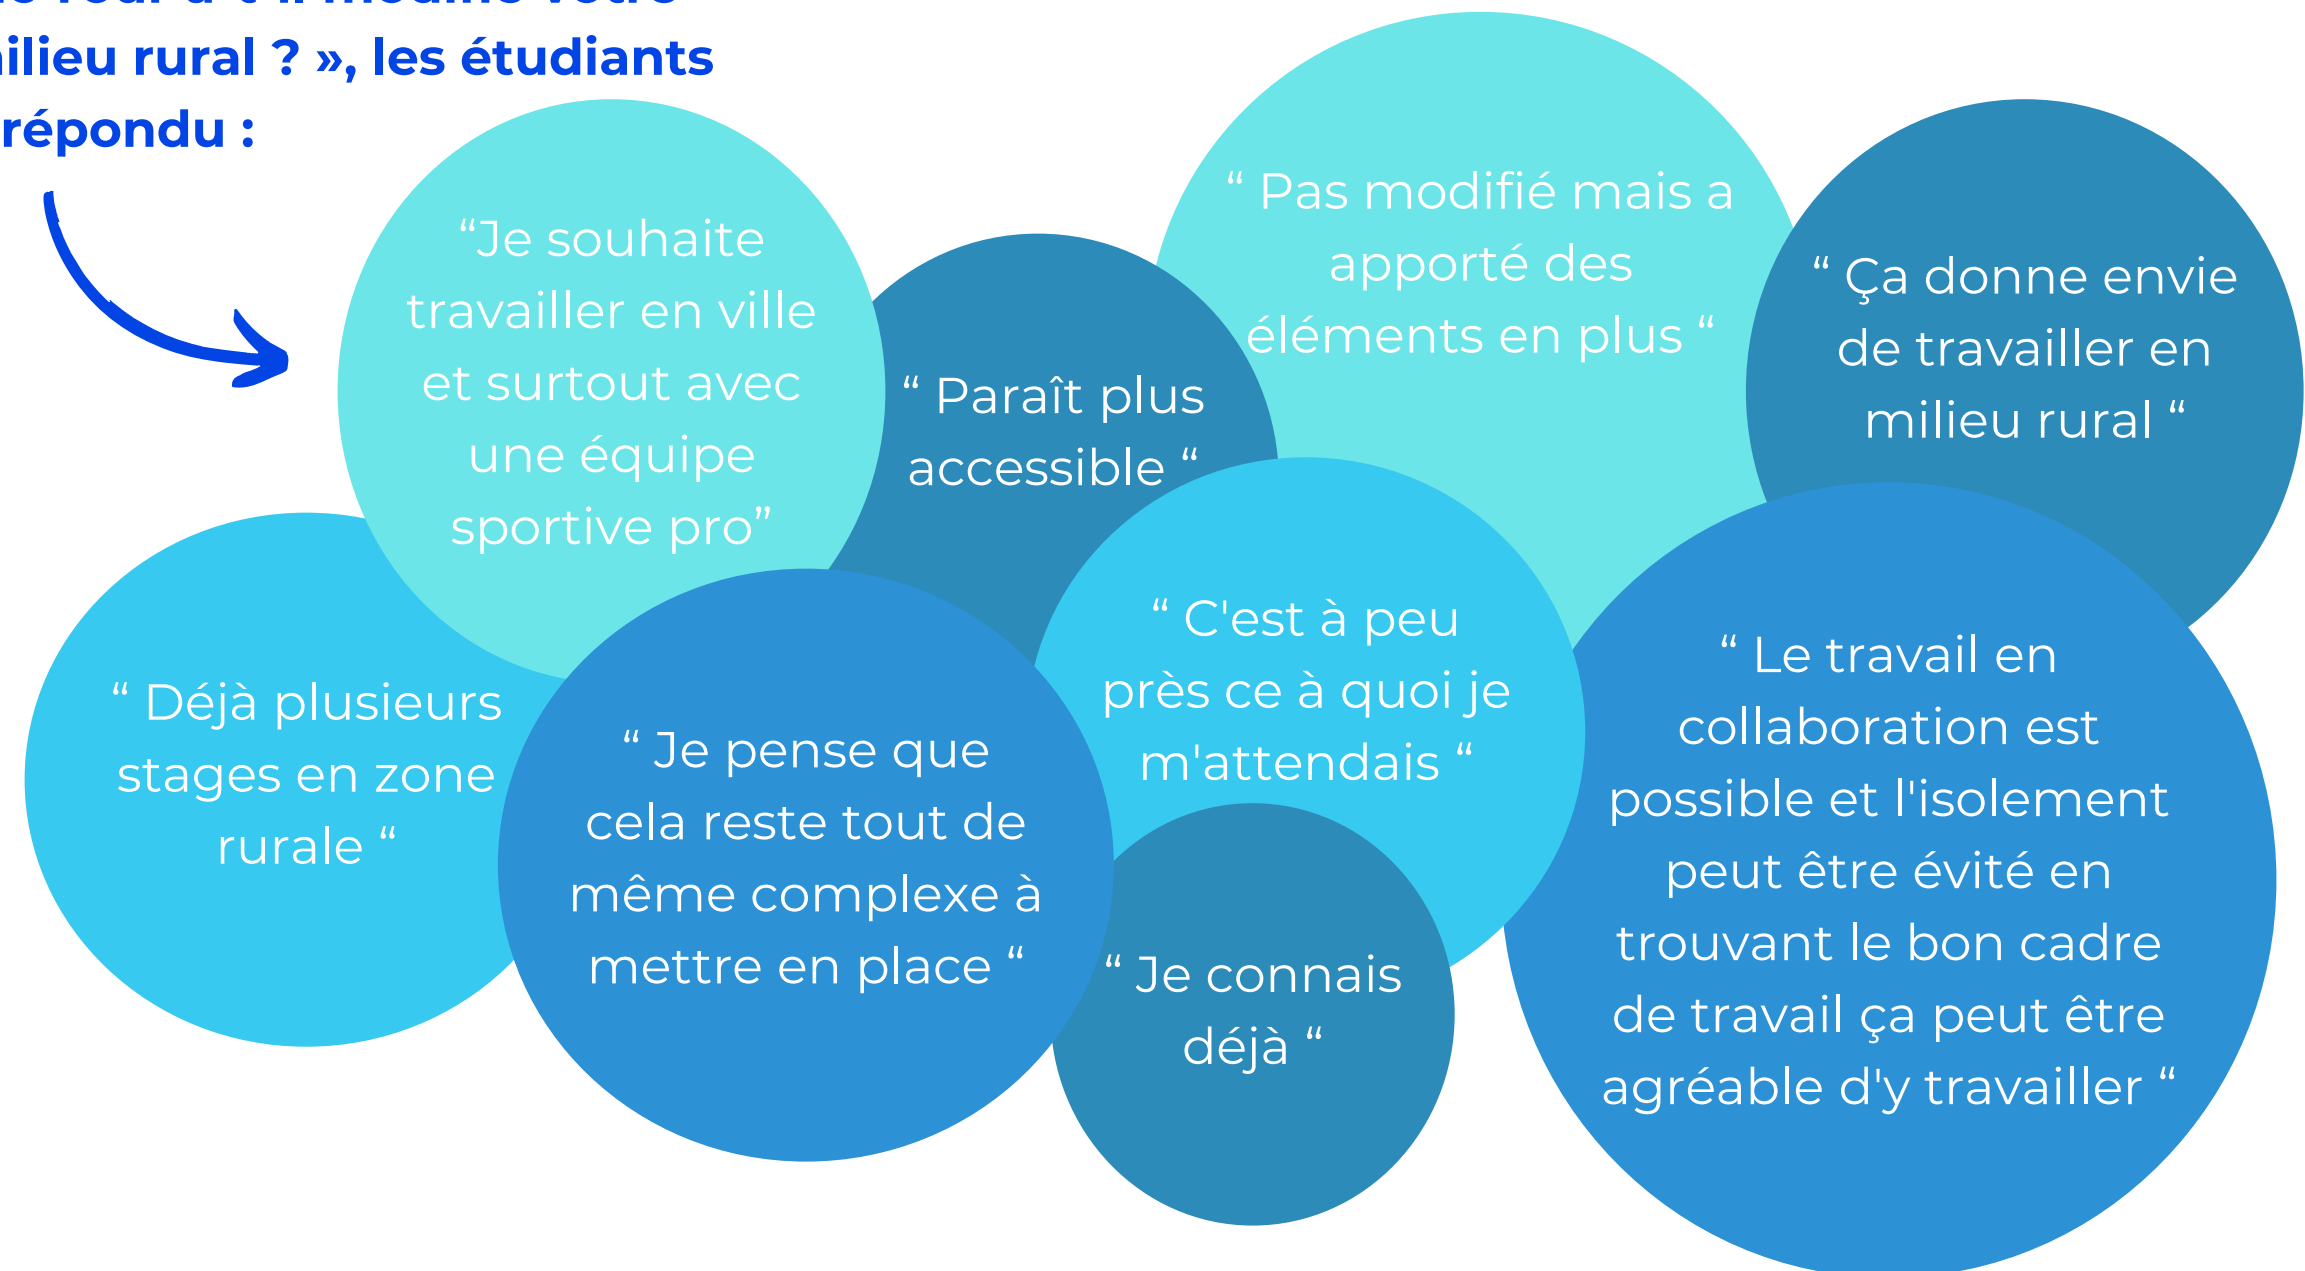 modifié votre
milieu rural ? », les étudiants
répondu :
“Je souhaite
travailler en ville
et surtout avec
une équipe
sportive pro”
“ Paraît plus
accessible “
“ Pas modifié mais a
apporté des
éléments en plus “
“ Ça donne envie
de travailler en
milieu rural “
“ Déjà plusieurs
stages en zone
rurale “
“ Je pense que
cela reste tout de
même complexe à
mettre en place “
“ C'est à peu
près ce à quoi je
m'attendais “
“ Je connais
déjà “
“ Le travail en
collaboration est
possible et l'isolement
peut être évité en
trouvant le bon cadre
de travail ça peut être
agréable d'y travailler “